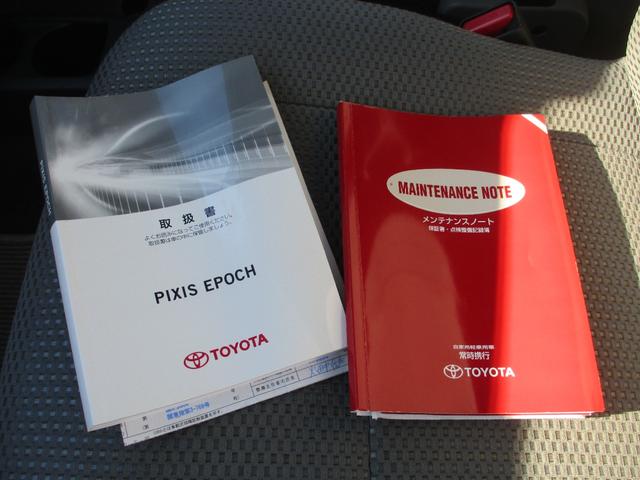 PIXIS EPOCH
取扱書
よくお読みになってご使用ください。
取扱書は車の中に保管しましょう。
PIXIS EPOCH
TOYOTA
MAINTENANCE NOTE
メンテナンスノート
保証書・点検整備記録簿
自家用軽乗用車
常時携行
TOYOTA